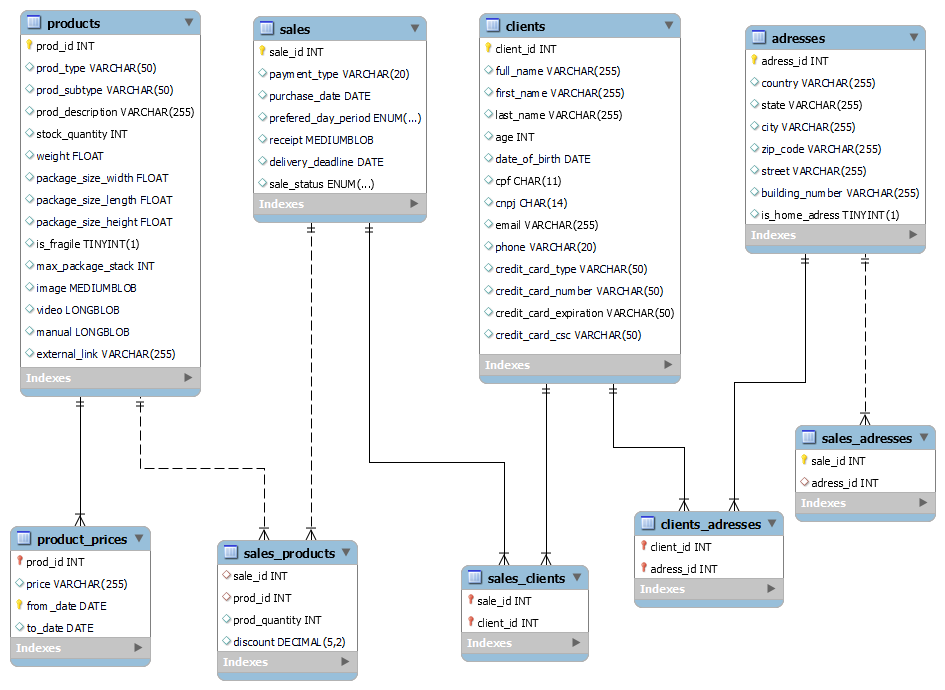 products
prod_id INT
prod_type VARCHAR(50)
prod_subtype VARCHAR(50)
prod_description VARCHAR(255)
stock_quantity INT
weight FLOAT
package_size_width FLOAT
package_size_length FLOAT
package_size_height FLOAT
is_fragile TINYINT(1)
max_package_stack INT
image MEDIUMBLOB
video LONGBLOB
manual LONGBLOB
external_link VARCHAR(255)
Indexes
sales
sale_id INT
payment_type VARCHAR(20)
purchase_date DATE
prefered_day_period ENUM(...)
receipt MEDIUMBLOB
delivery_deadline DATE
sale_status ENUM(...)
Indexes
clients
client_id INT
full_name VARCHAR(255)
first_name VARCHAR(255)
last_name VARCHAR(255)
age INT
date_of_birth DATE
cpf CHAR(11)
cnpj CHAR(14)
email VARCHAR(255)
phone VARCHAR(20)
credit_card_type VARCHAR(50)
credit_card_number VARCHAR(50)
credit_card_expiration VARCHAR(50)
credit_card_csc VARCHAR(50)
Indexes
adresses
adress_id INT
country VARCHAR(255)
state VARCHAR(255)
city VARCHAR(255)
zip_code VARCHAR(255)
street VARCHAR(255)
building_number VARCHAR(255)
is_home_adress TINYINT(1)
Indexes
product_prices
prod_id INT
price VARCHAR(255)
from_date DATE
to_date DATE
Indexes
sales_products
sale_id INT
prod_id INT
prod_quantity INT
discount DECIMAL(5,2)
Indexes
sales_clients
sale_id INT
client_id INT
Indexes
clients_adresses
client_id INT
adress_id INT
Indexes
sales_adresses
sale_id INT
adress_id INT
Indexes